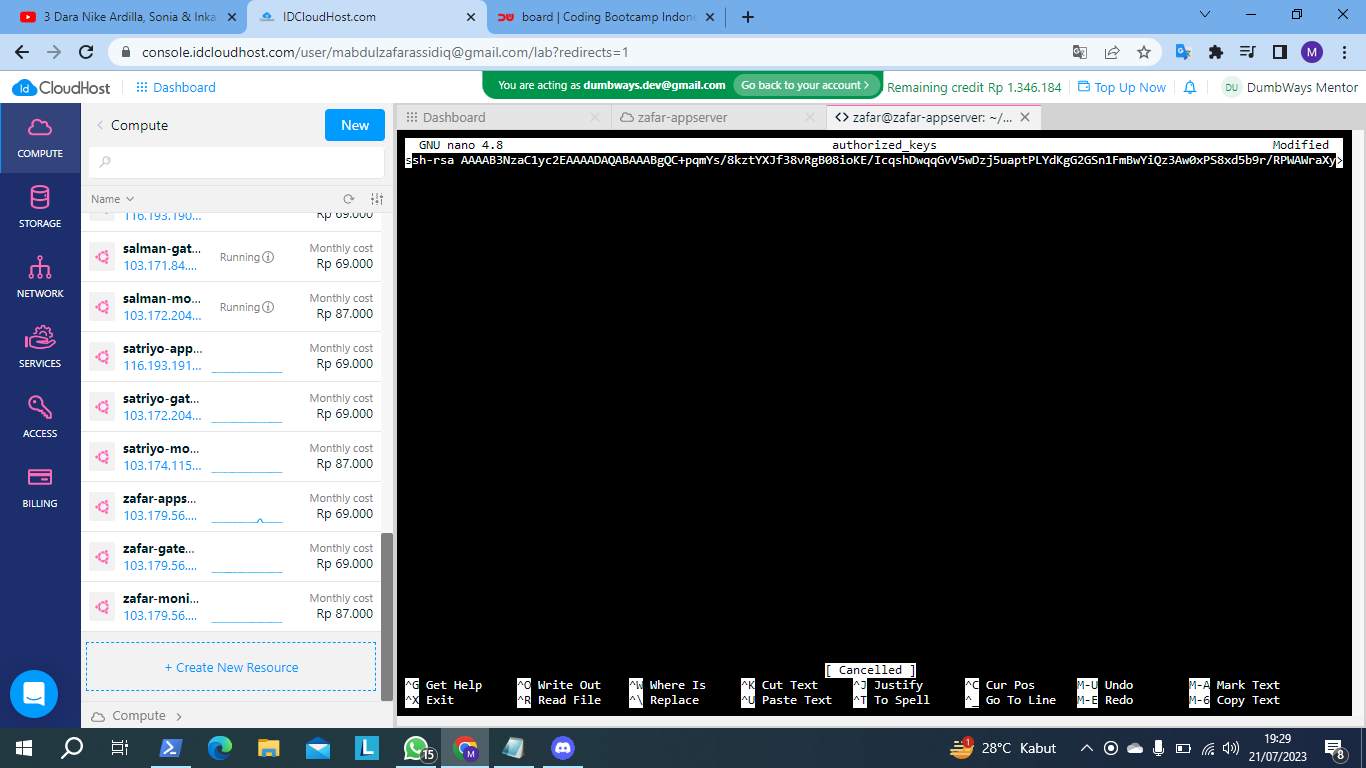 3 Dara Nike Ardilla, Sonia & Inka
IDCloudHost.com
board | Coding Bootcamp Indone
console.idcloudhost.com/user/mabdulzafarassidiq@gmail.com/lab?redirects=1
M
Id CloudHost
Dashboard
You are acting as dumbways.dev@gmail.com
Go back to your account >
Remaining credit Rp 1.346.184
Top Up Now
DU
DumbWays Mentor
COMPUTE
STORAGE
NETWORK
SERVICES
ACCESS
BILLING
Compute
New
Name
116.193.190...
Rp 69.000
salman-gat...
103.171.84....
Running
Monthly cost
Rp 69.000
salman-mo...
103.172.204...
Running
Monthly cost
Rp 87.000
satriyo-app...
116.193.191...
Monthly cost
Rp 69.000
satriyo-gat...
103.172.204...
Monthly cost
Rp 69.000
satriyo-mo...
103.174.115...
Monthly cost
Rp 87.000
zafar-apps...
103.179.56....
Monthly cost
Rp 69.000
zafar-gate...
103.179.56....
Monthly cost
Rp 69.000
zafar-moni...
103.179.56....
Monthly cost
Rp 87.000
+ Create New Resource
Compute >
Dashboard
zafar-appserver
<> zafar@zafar-appserver: ~/...
GNU nano 4.8 authorized_keys Modified
ssh-rsa AAAAB3NzaC1yc2EAAAADAQABAAABgQC+pqmYs/8kztYXJf38vRgB08ioKE/IcqshDwqqGvV5wDzj5uaptPLYdKgG2GSn1FmBwYiQz3Aw0xPS8xd5b9r/RPWAWraXy>
[ Cancelled ]
^G Get Help ^O Write Out ^W Where Is ^K Cut Text ^J Justify ^C Cur Pos M-U Undo M-A Mark Text
^X Exit ^R Read File ^\ Replace ^U Paste Text ^T To Spell ^_ Go To Line M-E Redo M-6 Copy Text
L
15
M
1
28°C Kabut
19:29
21/07/2023
8